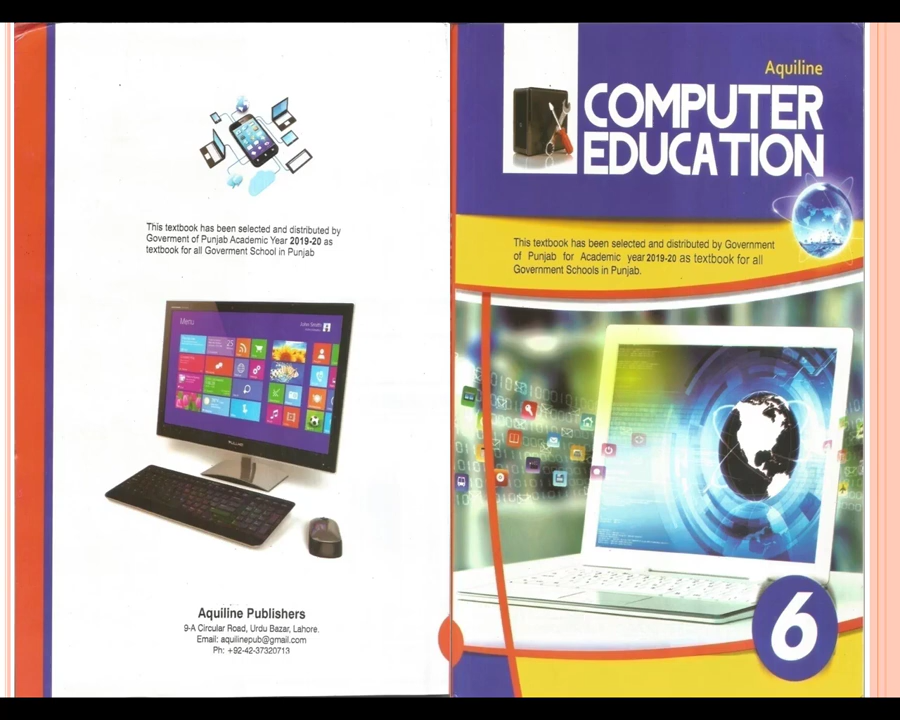 This textbook has been selected and distributed by
Goverment of Punjab Academic Year 2019-20 as
textbook for all Goverment School in Punjab
Menu
John Smith
Aquiline Publishers
9-A Circular Road, Urdu Bazar, Lahore.
Email: aquilinepub@gmail.com
Ph: +92-42-37320713
Aquiline
COMPUTER
EDUCATION
This textbook has been selected and distributed by Government
of Punjab for Academic year 2019-20 as textbook for all
Government Schools in Punjab.
6